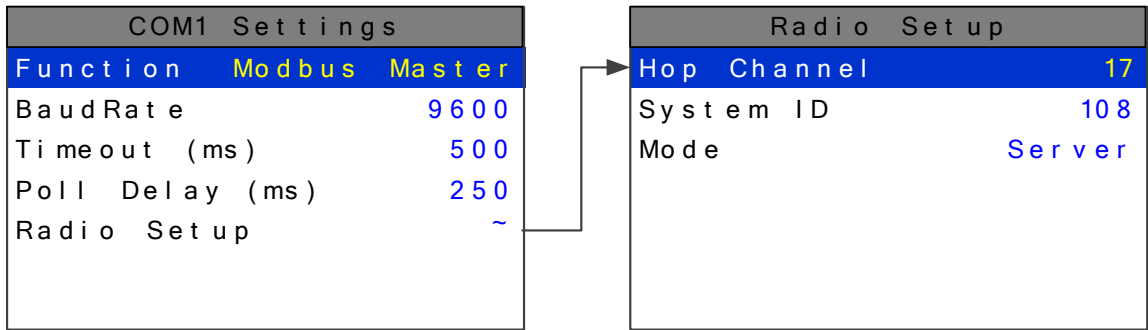 COM1 Settings
Function Modbus Master
BaudRate 9600
Timeout (ms) 500
Poll Delay (ms) 250
Radio Setup ~
Radio Setup
Hop Channel 17
System ID 108
Mode Server